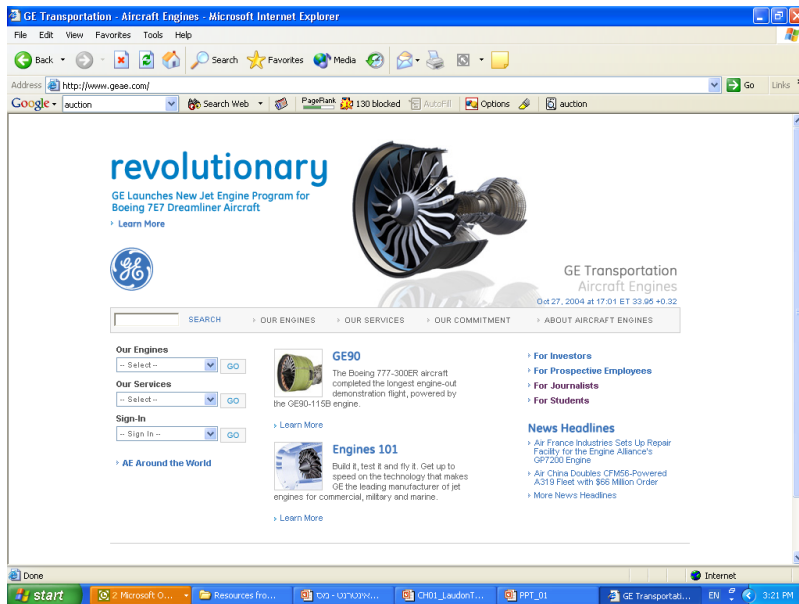 GE Transportation - Aircraft Engines - Microsoft Internet Explorer
File Edit View Favorites Tools Help
Back Search Favorites Media
Address http://www.geae.com/ Go Links
Google auction Search Web PageRank 130 blocked AutoFill Options auction
revolutionary
GE Launches New Jet Engine Program for
Boeing 7E7 Dreamliner Aircraft
Learn More
GE Transportation
Aircraft Engines
Oct 27, 2004 at 17:01 ET 33.95 +0.32
SEARCH OUR ENGINES OUR SERVICES OUR COMMITMENT ABOUT AIRCRAFT ENGINES
Our Engines
-- Select -- GO
Our Services
-- Select -- GO
Sign-In
-- Sign In -- GO
AE Around the World
GE90
The Boeing 777-300ER aircraft
completed the longest engine-out
demonstration flight, powered by
the GE90-115B engine.
Learn More
Engines 101
Build it, test it and fly it. Get up to
speed on the technology that makes
GE the leading manufacturer of jet
engines for commercial, military and marine.
Learn More
For Investors
For Prospective Employees
For Journalists
For Students
News Headlines
Air France Industries Sets Up Repair
Facility for the Engine Alliance's
GP7200 Engine
Air China Doubles CFM56-Powered
A319 Fleet with $66 Million Order
More News Headlines
Done Internet
start 2 Microsoft O... Resources fro... אינטרנט - מס... CH01_LaudonT... PPT_01 GE Transportati... EN 3:21 PM